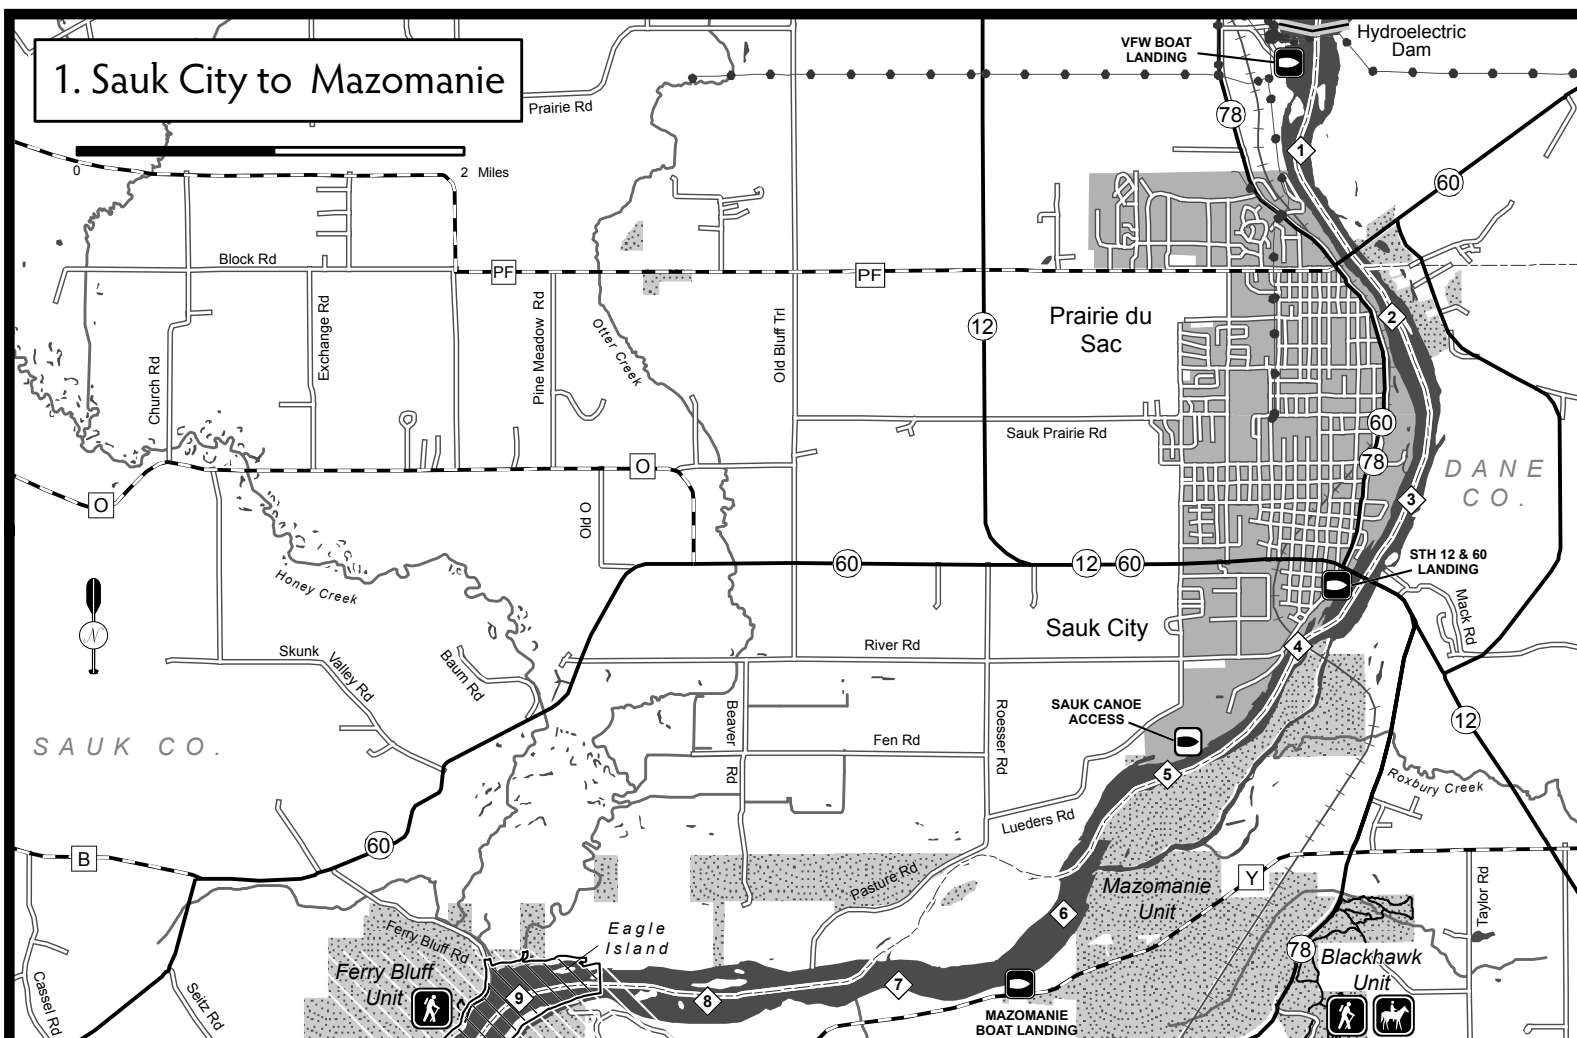 1. Sauk City to Mazomanie
0
2 Miles
Prairie Rd
VFW BOAT
LANDING
Hydroelectric
Dam
78
1
60
Block Rd
PF
PF
Church Rd
Exchange Rd
Pine Meadow Rd
Otter Creek
Old Bluff Trl
12
Prairie du
Sac
2
Sauk Prairie Rd
60
78
DANE
CO.
3
O
O
Old O
Honey Creek
60
12
60
STH 12 & 60
LANDING
Mack Rd
N
Sauk City
River Rd
4
Skunk
Valley Rd
Baum Rd
SAUK CO.
Beaver
Rd
Fen Rd
Roesser Rd
SAUK CANOE
ACCESS
5
12
Roxbury Creek
Lueders Rd
60
B
Pasture Rd
Mazomanie
Unit
Y
Taylor Rd
6
Eagle
Island
Ferry Bluff Rd
Ferry Bluff
Unit
78
Blackhawk
Unit
Cassel Rd
Seitz Rd
9
8
7
MAZOMANIE
BOAT LANDING